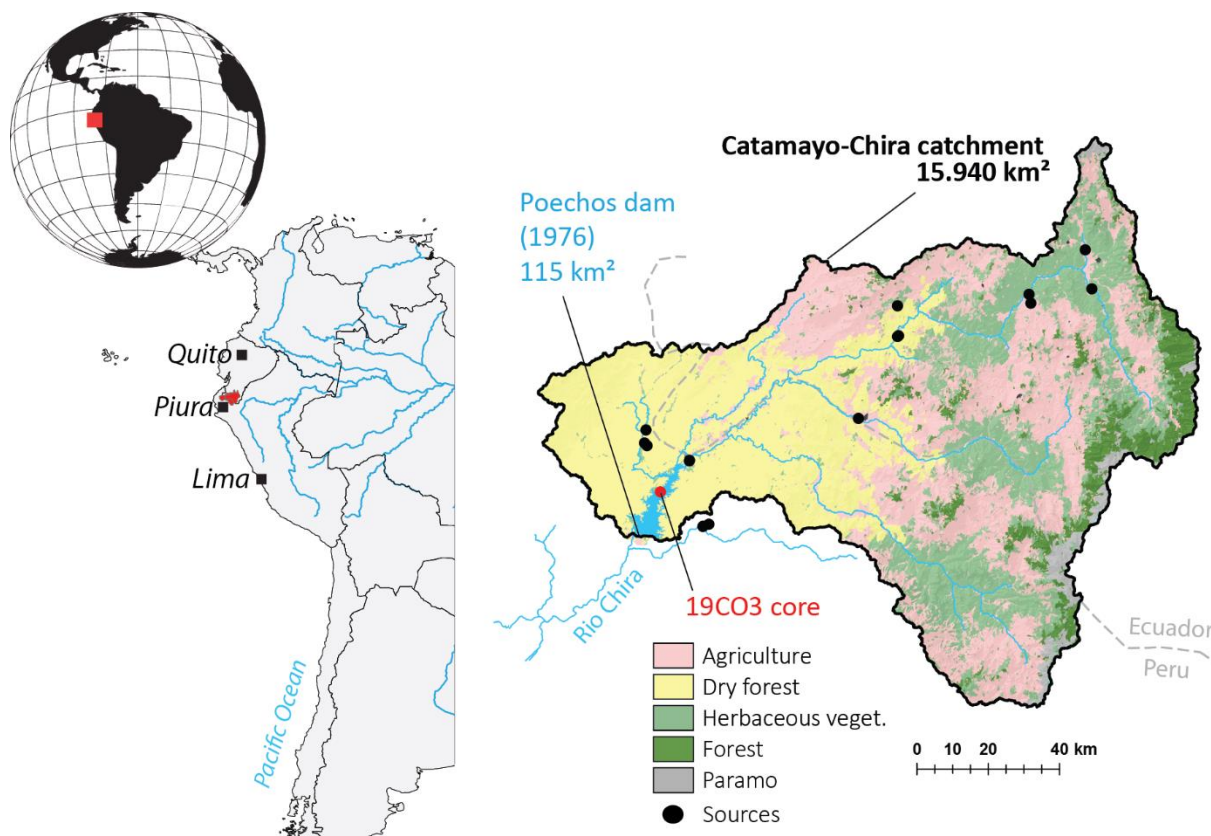 Quito
Piura
Lima
Pacific Ocean
Catamayo-Chira catchment
15.940 km²
Poechos dam
(1976)
115 km²
19CO3 core
Rio Chira
Ecuador
Peru
Agriculture
Dry forest
Herbaceous veget.
Forest
Paramo
Sources
0 10 20 40 km